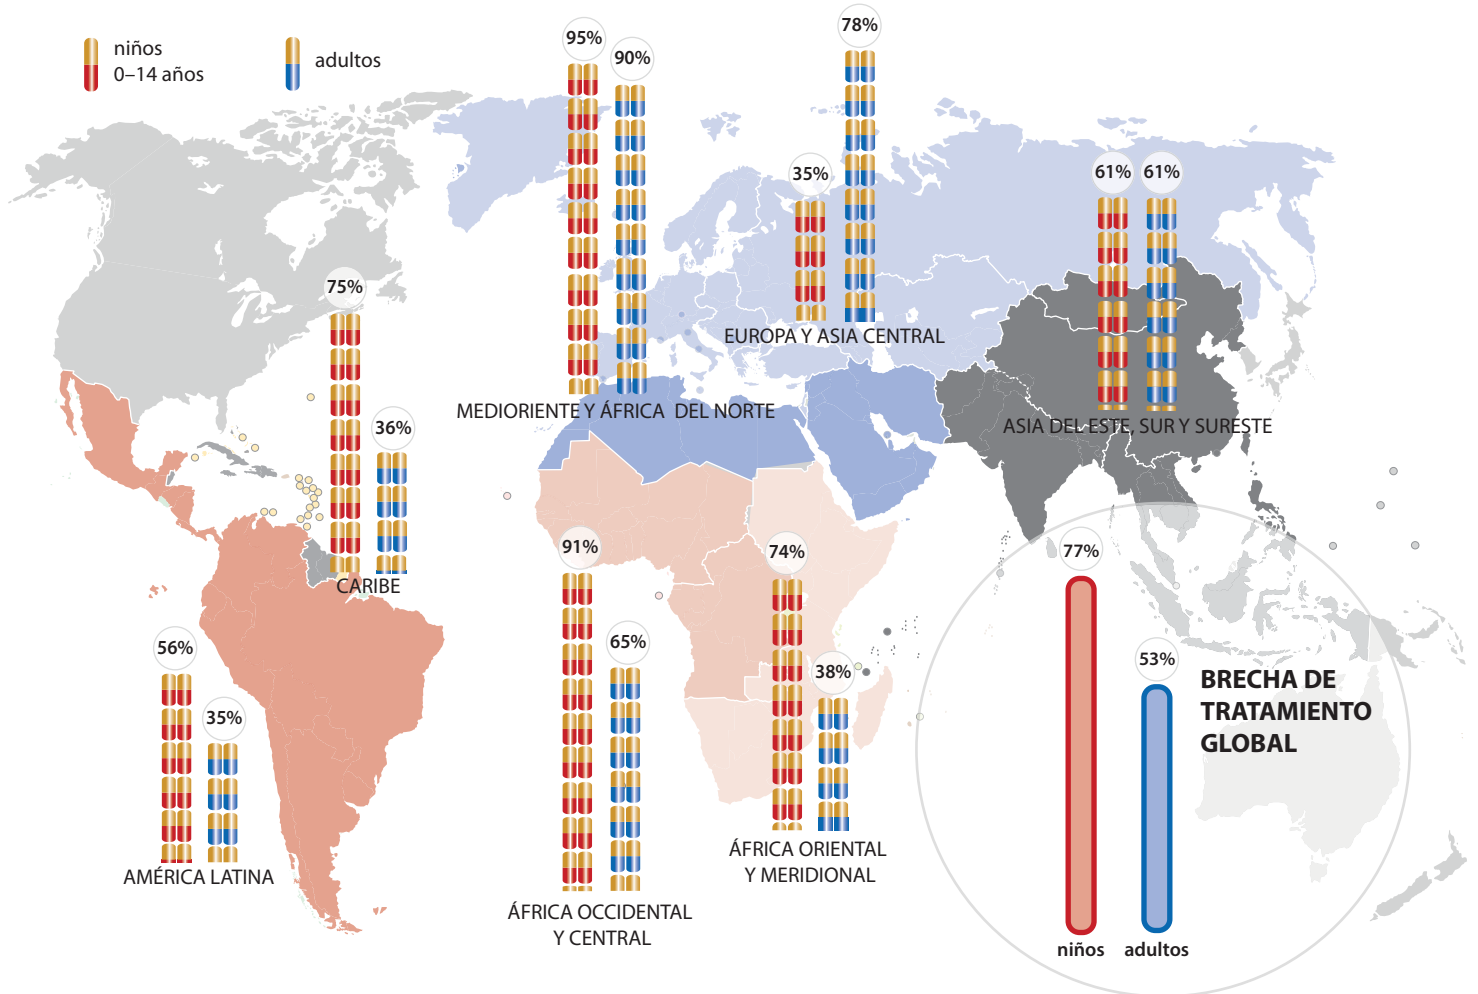 niños
0–14 años
adultos
95%
90%
78%
35%
61%
61%
75%
36%
EUROPA Y ASIA CENTRAL
MEDIORIENTE Y ÁFRICA DEL NORTE
ASIA DEL ESTE, SUR Y SURESTE
CARIBE
91%
65%
74%
38%
56%
35%
AMÉRICA LATINA
ÁFRICA OCCIDENTAL
Y CENTRAL
ÁFRICA ORIENTAL
Y MERIDIONAL
77%
53%
BRECHA DE
TRATAMIENTO
GLOBAL
niños
adultos